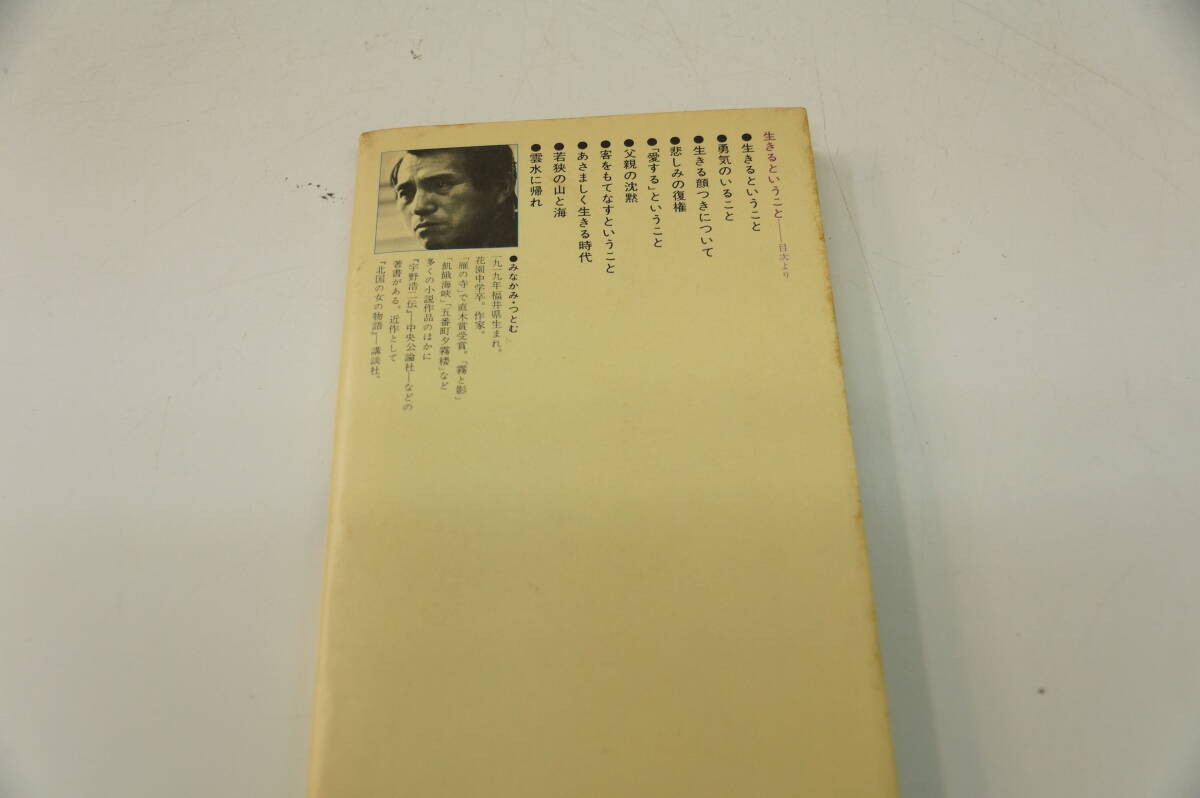 生きるということ——目次より
●生きるということ
●勇気のいること
●生きる顔つきについて
●悲しみの復権
●「愛する」ということ
●父親の沈黙
●客をもてなすということ
●あさましく生きる時代
●若狭の山と海
●雲水に帰れ
●みなかみ・つとむ
一九一九年福井県生まれ。
花園中学卒。作家。
「雁の寺」で直木賞受賞。「霧と影」
「飢餓海峡」「五番町夕霧楼」など
多くの小説作品のほかに
『宇野浩二伝』—中央公論社—などの
著書がある。近作として
『北国の女の物語』—講談社。